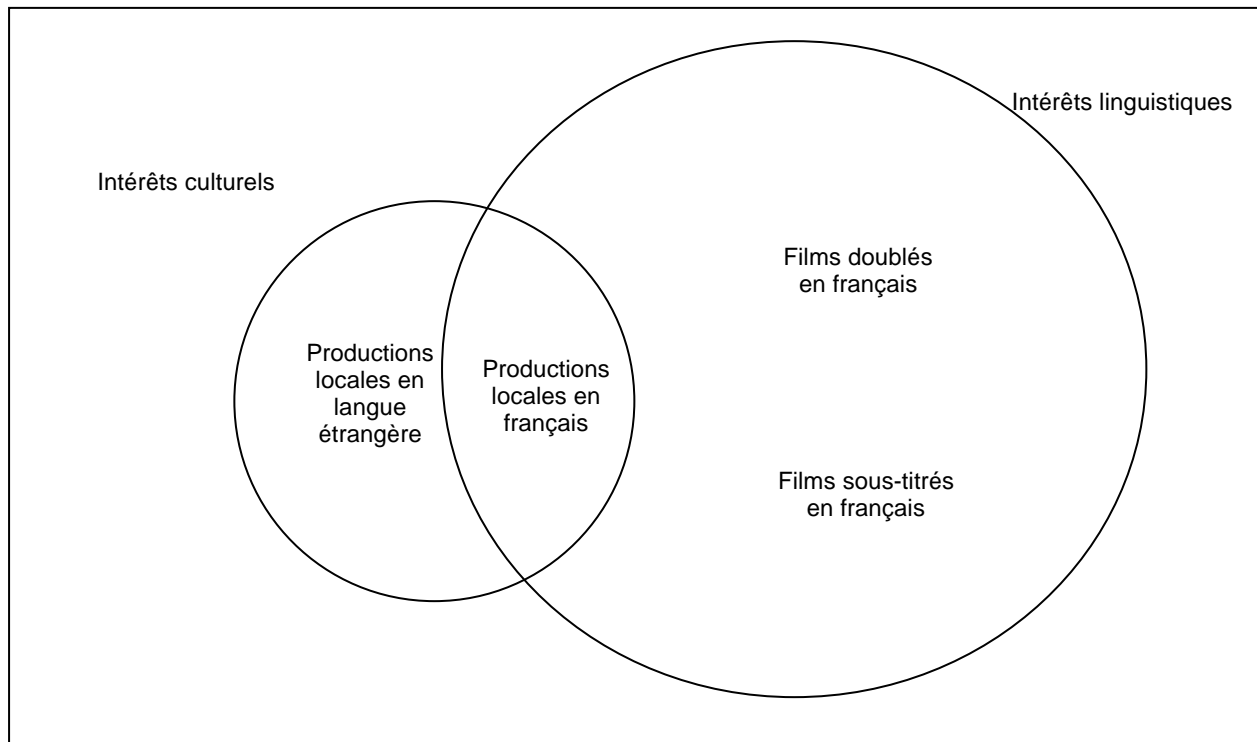 Intérêts linguistiques
Intérêts culturels
Films doublés
en français
Productions
locales en
langue
étrangère
Productions
locales en
français
Films sous-titrés
en français